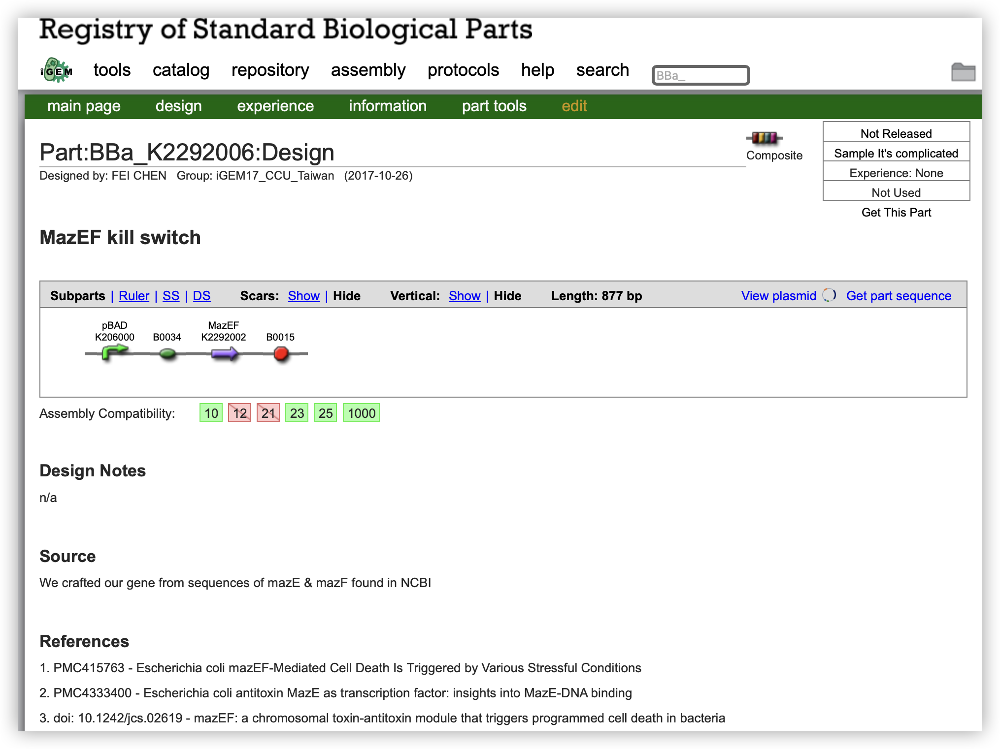 Registry of Standard Biological Parts
iGEM tools catalog repository assembly protocols help search BBa_
main page design experience information part tools edit
Part:BBa_K2292006:Design
Composite
Designed by: FEI CHEN Group: iGEM17_CCU_Taiwan (2017-10-26)
Not Released
Sample It's complicated
Experience: None
Not Used
Get This Part
MazEF kill switch
Subparts | Ruler | SS | DS Scars: Show | Hide Vertical: Show | Hide Length: 877 bp View plasmid Get part sequence
pBAD MazEF
K206000 B0034 K2292002 B0015
Assembly Compatibility: 10 12 21 23 25 1000
Design Notes
n/a
Source
We crafted our gene from sequences of mazE & mazF found in NCBI
References
1. PMC415763 - Escherichia coli mazEF-Mediated Cell Death Is Triggered by Various Stressful Conditions
2. PMC4333400 - Escherichia coli antitoxin MazE as transcription factor: insights into MazE-DNA binding
3. doi: 10.1242/jcs.02619 - mazEF: a chromosomal toxin-antitoxin module that triggers programmed cell death in bacteria